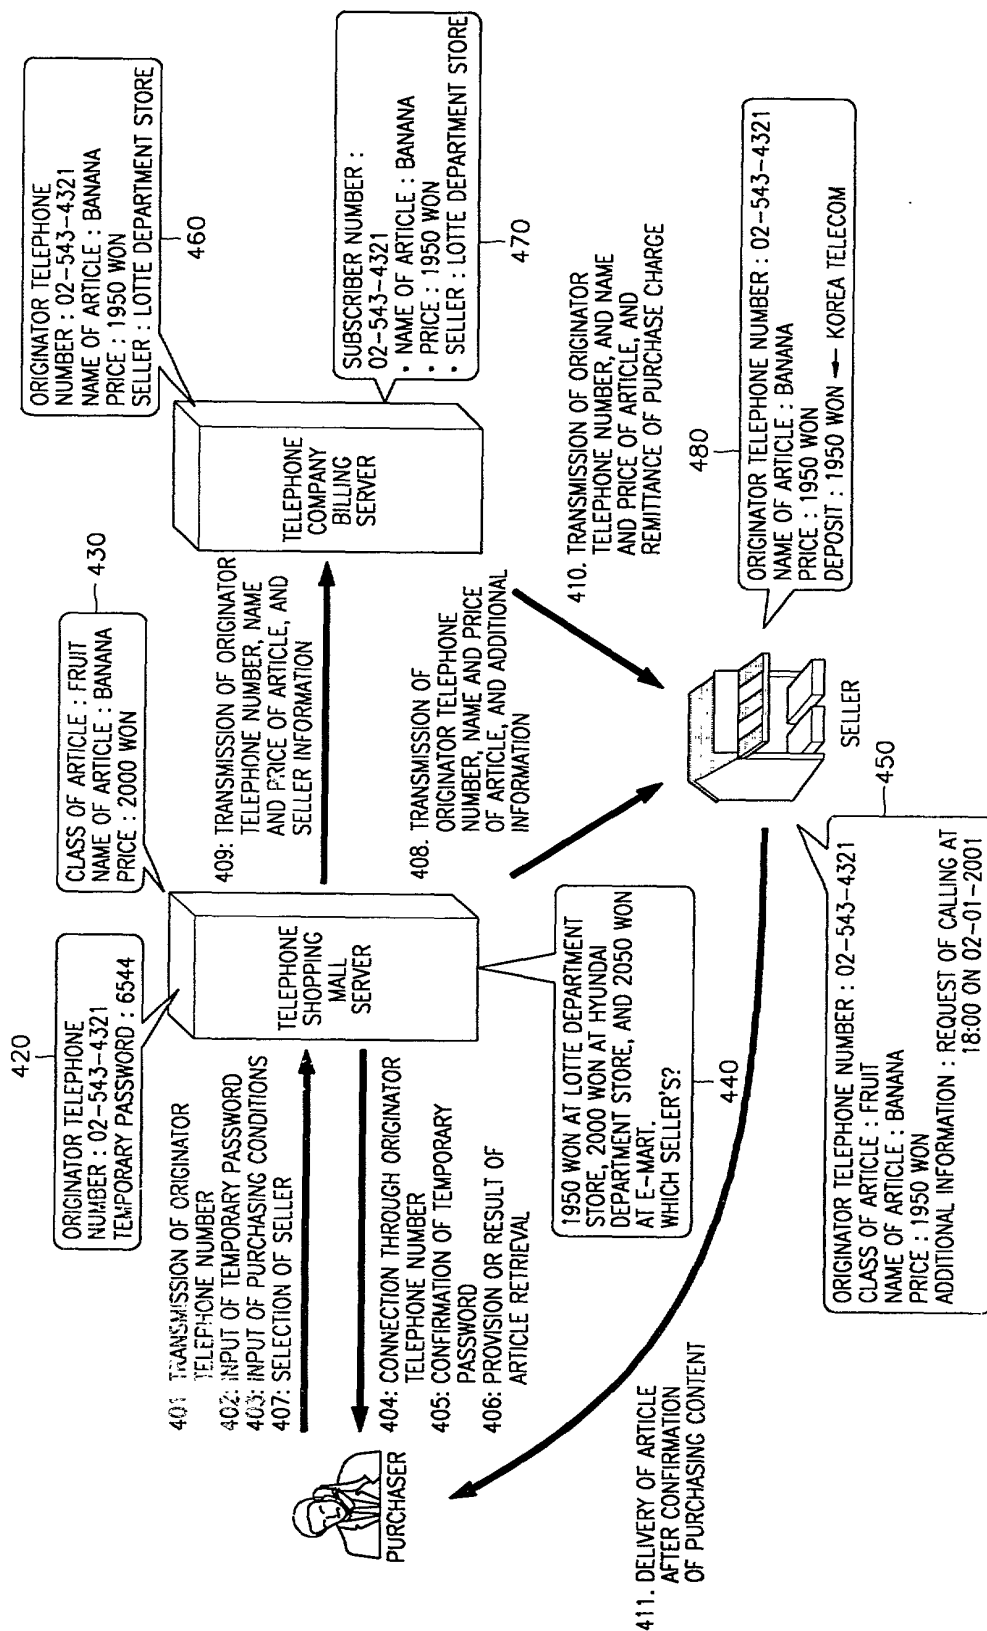 420
ORIGINATOR TELEPHONE
NUMBER : 02-543-4321
TEMPORARY PASSWORD : 6544
430
CLASS OF ARTICLE : FRUIT
NAME OF ARTICLE : BANANA
PRICE : 2000 WON
ORIGINATOR TELEPHONE
NUMBER : 02-543-4321
NAME OF ARTICLE : BANANA
PRICE : 1950 WON
SELLER : LOTTE DEPARTMENT STORE
460
401 TRANSMISSION OF ORIGINATOR
TELEPHONE NUMBER
402: INPUT OF TEMPORARY PASSWORD
403: INPUT OF PURCHASING CONDITIONS
407: SELECTION OF SELLER
TELEPHONE
SHOPPING
MALL
SERVER
409: TRANSMISSION OF ORIGINATOR
TELEPHONE NUMBER, NAME
AND PRICE OF ARTICLE, AND
SELLER INFORMATION
TELEPHONE
COMPANY
BILLING
SERVER
SUBSCRIBER NUMBER :
02-543-4321
• NAME OF ARTICLE : BANANA
• PRICE : 1950 WON
• SELLER : LOTTE DEPARTMENT STORE
470
PURCHASER
404: CONNECTION THROUGH ORIGINATOR
TELEPHONE NUMBER
405: CONFIRMATION OF TEMPORARY
PASSWORD
406: PROVISION OR RESULT OF
ARTICLE RETRIEVAL
408. TRANSMISSION OF
ORIGINATOR TELEPHONE
NUMBER, NAME AND PRICE
OF ARTICLE, AND ADDITIONAL
INFORMATION
410. TRANSMISSION OF ORIGINATOR
TELEPHONE NUMBER, AND NAME
AND PRICE OF ARTICLE, AND
REMITTANCE OF PURCHASE CHARGE
1950 WON AT LOTTE DEPARTMENT
STORE, 2000 WON AT HYUNDAI
DEPARTMENT STORE, AND 2050 WON
AT E-MART.
WHICH SELLER'S?
440
411. DELIVERY OF ARTICLE
AFTER CONFIRMATION
OF PURCHASING CONTENT
480
ORIGINATOR TELEPHONE NUMBER : 02-543-4321
NAME OF ARTICLE : BANANA
PRICE : 1950 WON
DEPOSIT : 1950 WON ← KOREA TELECOM
SELLER
450
ORIGINATOR TELEPHONE NUMBER : 02-543-4321
CLASS OF ARTICLE : FRUIT
NAME OF ARTICLE : BANANA
PRICE : 1950 WON
ADDITIONAL INFORMATION : REQUEST OF CALLING AT
18:00 ON 02-01-2001